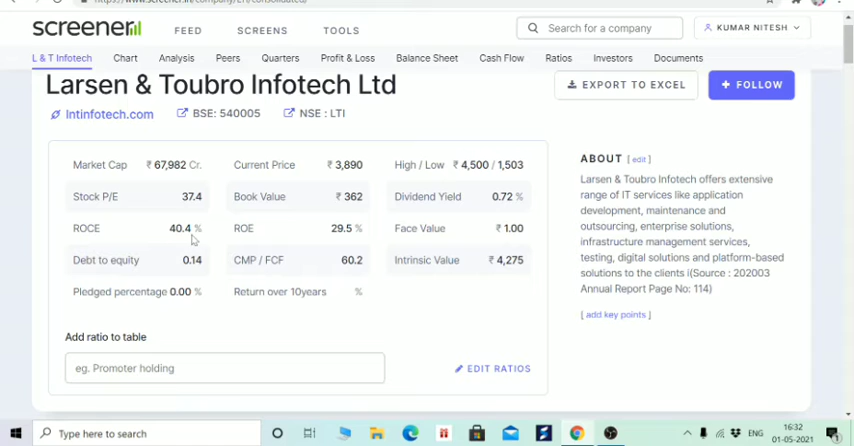 https://www.screener.in/company/LTI/consolidated/
screener
FEED SCREENS TOOLS
Search for a company
KUMAR NITESH
L & T Infotech Chart Analysis Peers Quarters Profit & Loss Balance Sheet Cash Flow Ratios Investors Documents
Larsen & Toubro Infotech Ltd
EXPORT TO EXCEL
+ FOLLOW
lntinfotech.com BSE: 540005 NSE : LTI
Market Cap ₹ 67,982 Cr. Current Price ₹ 3,890 High / Low ₹ 4,500 / 1,503
Stock P/E 37.4 Book Value ₹ 362 Dividend Yield 0.72 %
ROCE 40.4 % ROE 29.5 % Face Value ₹ 1.00
Debt to equity 0.14 CMP / FCF 60.2 Intrinsic Value ₹ 4,275
Pledged percentage 0.00 % Return over 10years %
Add ratio to table
eg. Promoter holding
EDIT RATIOS
ABOUT [ edit ]
Larsen & Toubro Infotech offers extensive
range of IT services like application
development, maintenance and
outsourcing, enterprise solutions,
infrastructure management services,
testing, digital solutions and platform-based
solutions to the clients i(Source : 202003
Annual Report Page No: 114)
[ add key points ]
Type here to search
ENG
16:32
01-05-2021